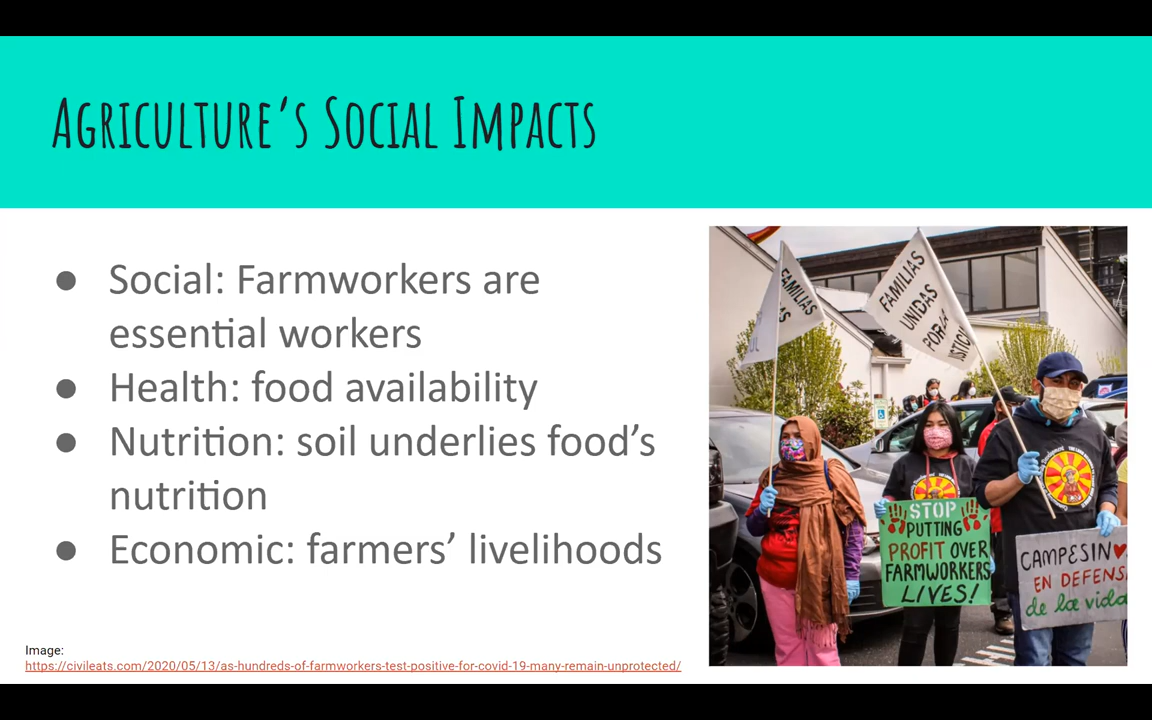 Agriculture's Social Impacts
● Social: Farmworkers are
essential workers
● Health: food availability
● Nutrition: soil underlies food's
nutrition
● Economic: farmers' livelihoods
FAMILIAS
FAMILIAS
UNIDAS
POR LA
STOP
PUTTING
PROFIT OVER
FARMWORKERS
LIVES!
CAMPESIN♥
EN DEFENS
de la vida
Image:
https://civileats.com/2020/05/13/as-hundreds-of-farmworkers-test-positive-for-covid-19-many-remain-unprotected/